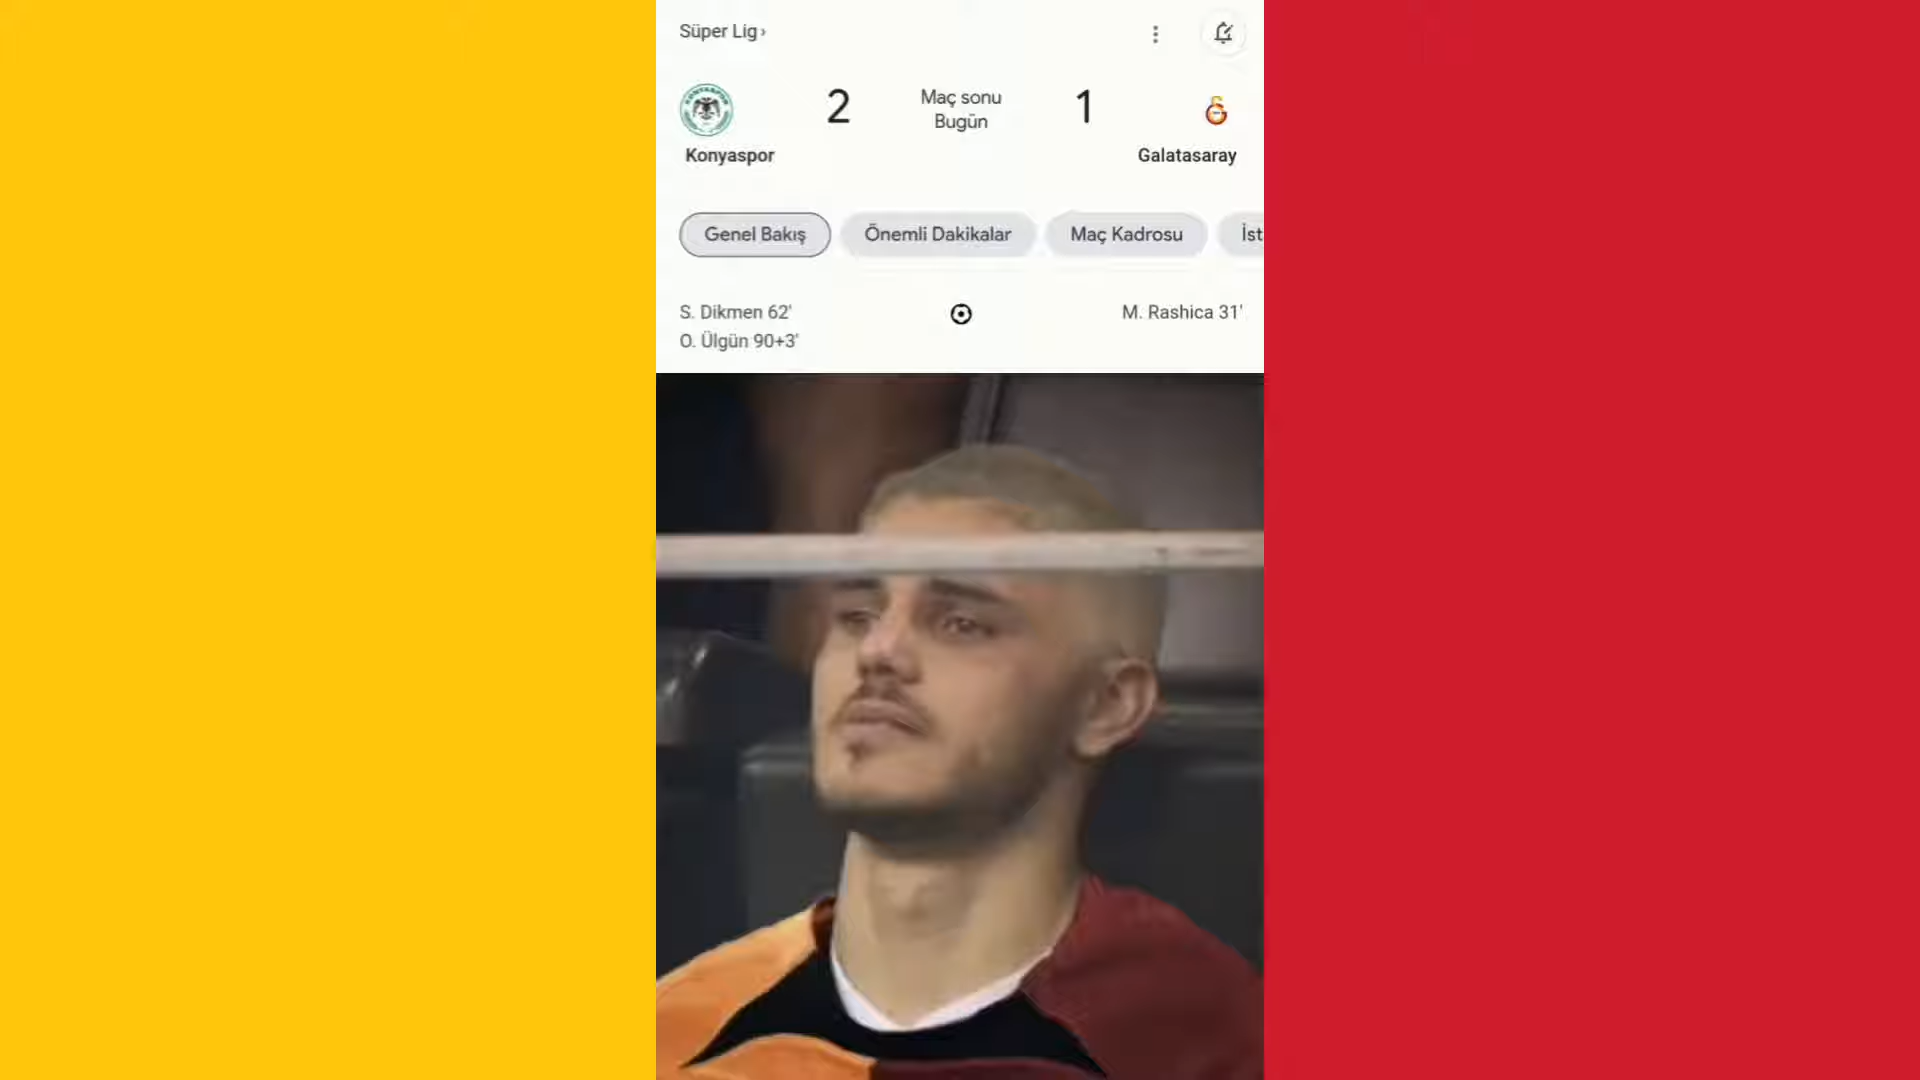 Süper Lig ›
2 Maç sonu 1
Bugün
Konyaspor Galatasaray
Genel Bakış Önemli Dakikalar Maç Kadrosu İst
S. Dikmen 62' M. Rashica 31'
O. Ülgün 90+3'